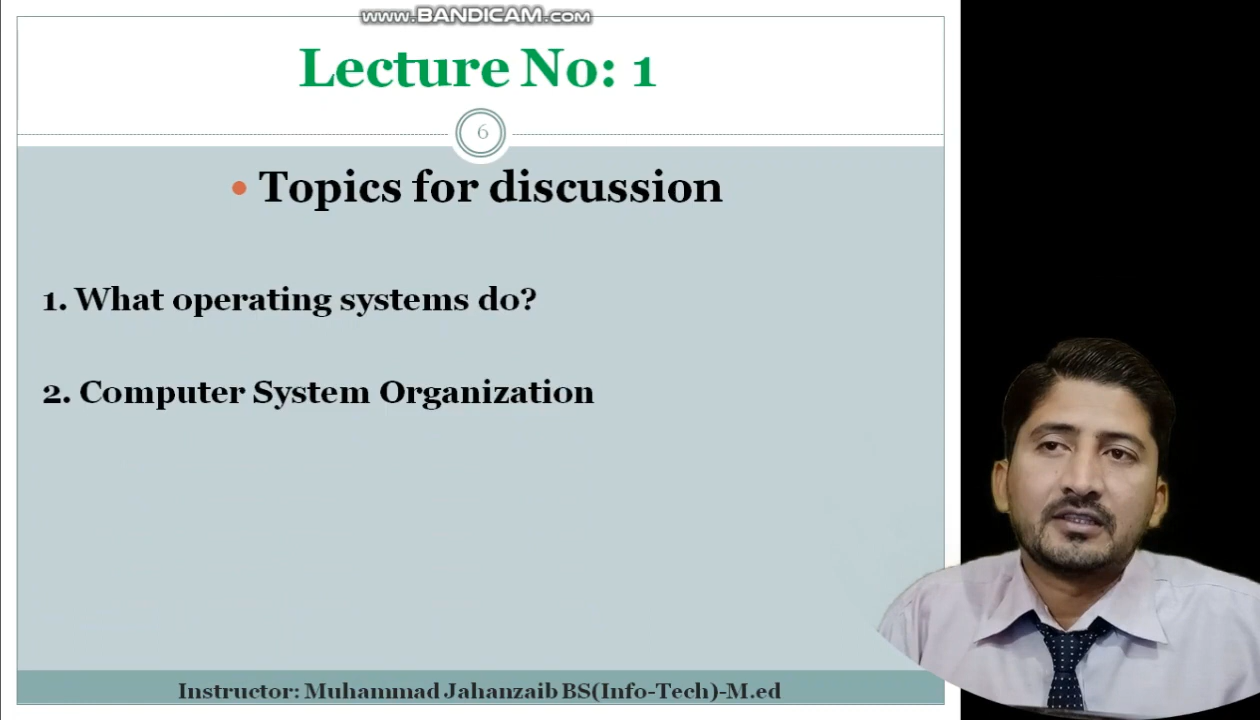 www.BANDICAM.com
Lecture No: 1
6
Topics for discussion
1. What operating systems do?
2. Computer System Organization
Instructor: Muhammad Jahanzaib BS(Info-Tech)-M.ed